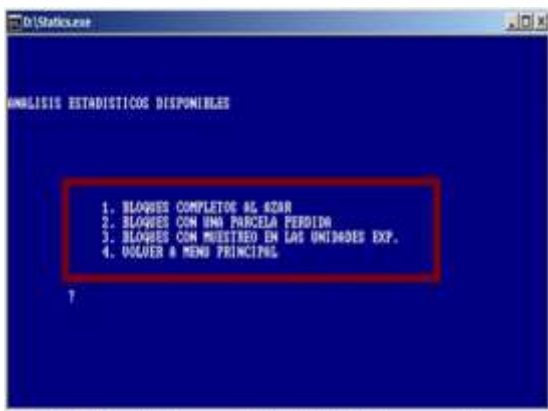 D:\Statics.exe
ANALISIS ESTADISTICOS DISPONIBLES
1. BLOQUES COMPLETOS AL AZAR
2. BLOQUES CON UNA PARCELA PERDIDA
3. BLOQUES CON MUESTREO EN LAS UNIDADES EXP.
4. VOLVER A MENU PRINCIPAL
?